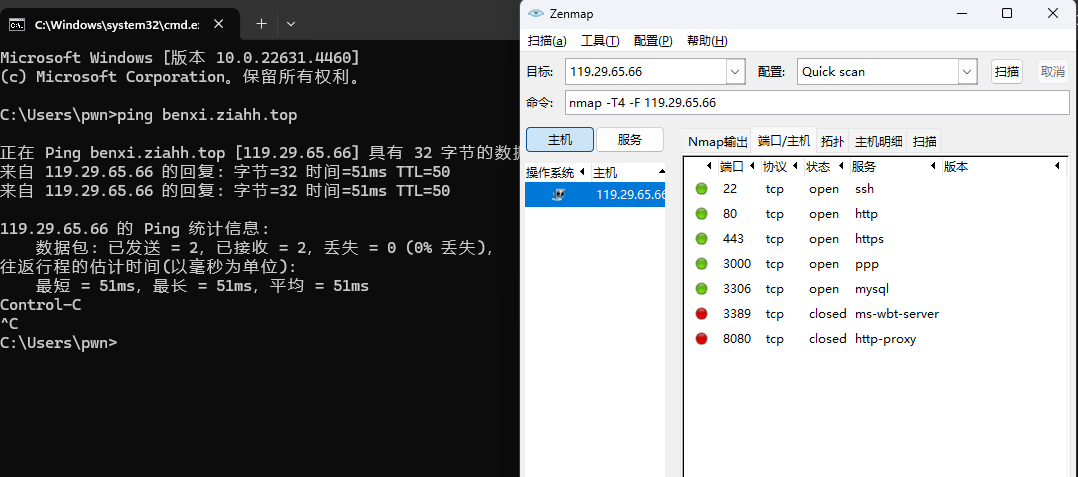 C:\Windows\system32\cmd.e
Microsoft Windows [版本 10.0.22631.4460]
(c) Microsoft Corporation。保留所有权利。
C:\Users\pwn>ping benxi.ziahh.top
正在 Ping benxi.ziahh.top [119.29.65.66] 具有 32 字节的数据
来自 119.29.65.66 的回复: 字节=32 时间=51ms TTL=50
来自 119.29.65.66 的回复: 字节=32 时间=51ms TTL=50
119.29.65.66 的 Ping 统计信息:
数据包: 已发送 = 2, 已接收 = 2, 丢失 = 0 (0% 丢失),
往返行程的估计时间(以毫秒为单位):
最短 = 51ms, 最长 = 51ms, 平均 = 51ms
Control-C
^C
C:\Users\pwn>
Zenmap
扫描(a) 工具(T) 配置(P) 帮助(H)
目标: 119.29.65.66 配置: Quick scan 扫描 取消
命令: nmap -T4 -F 119.29.65.66
主机 服务
操作系统 主机
119.29.65.66
Nmap输出 端口/主机 拓扑 主机明细 扫描
端口 协议 状态 服务 版本
22 tcp open ssh
80 tcp open http
443 tcp open https
3000 tcp open ppp
3306 tcp open mysql
3389 tcp closed ms-wbt-server
8080 tcp closed http-proxy